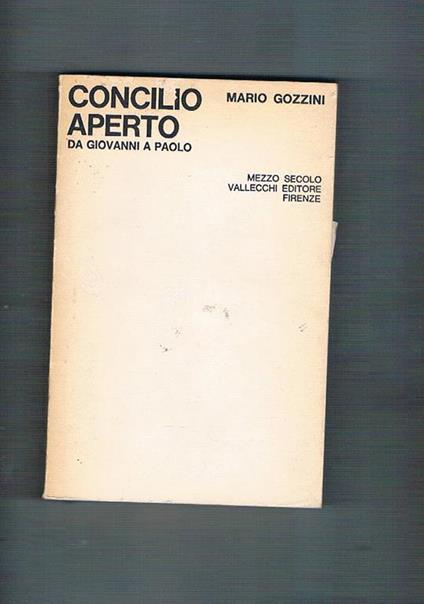 CONCILIO
APERTO
DA GIOVANNI A PAOLO
MARIO GOZZINI
MEZZO SECOLO
VALLECCHI EDITORE
FIRENZE